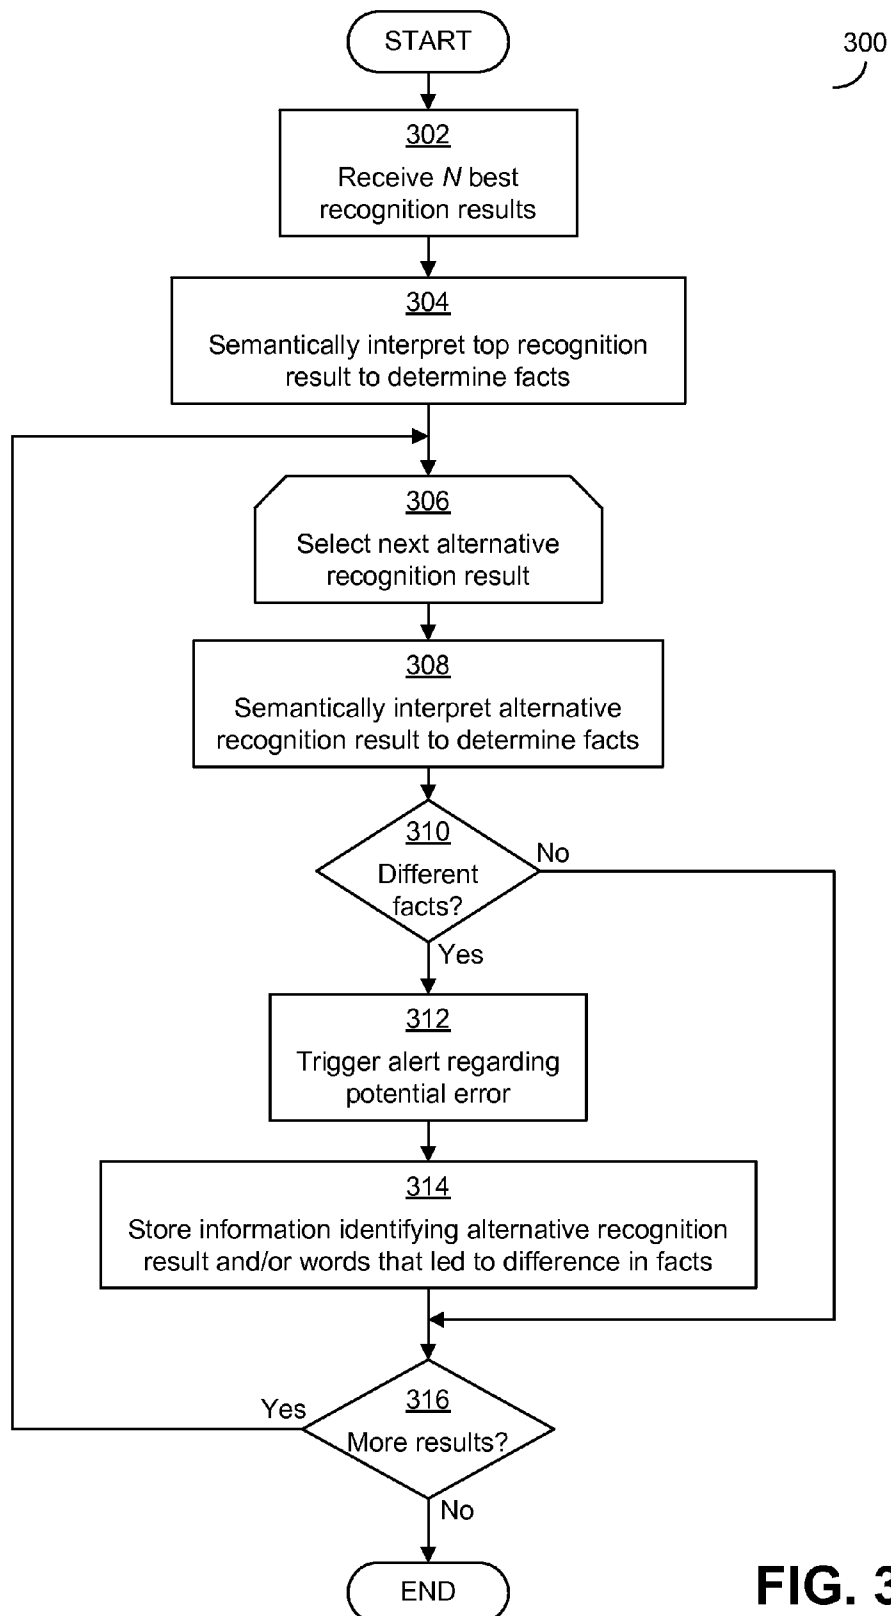 START
300
302
Receive N best
recognition results
304
Semantically interpret top recognition
result to determine facts
306
Select next alternative
recognition result
308
Semantically interpret alternative
recognition result to determine facts
310
Different
facts?
No
Yes
312
Trigger alert regarding
potential error
314
Store information identifying alternative recognition
result and/or words that led to difference in facts
316
More results?
Yes
No
END
FIG. 3